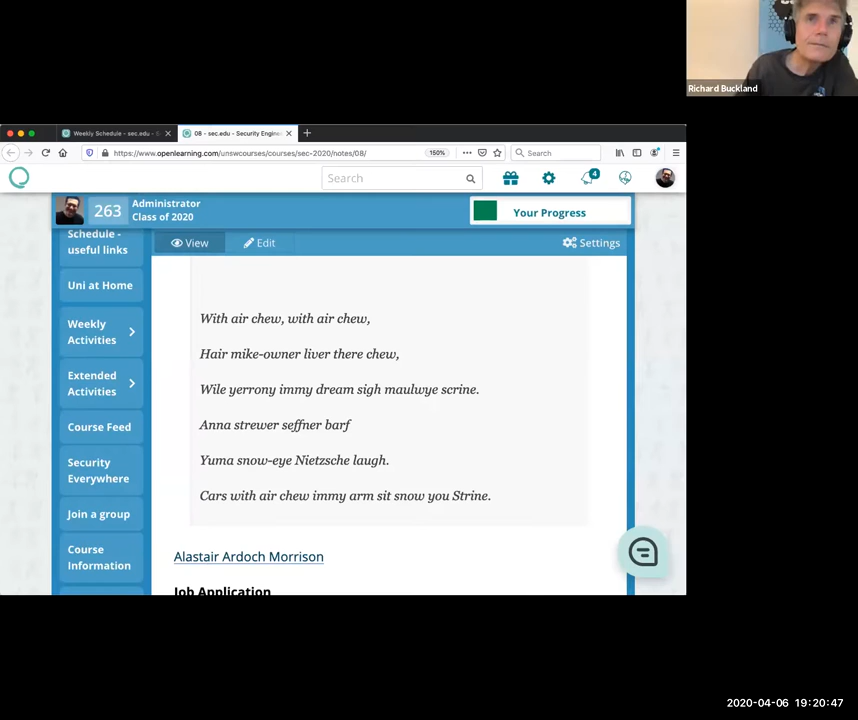 Richard Buckland
Weekly Schedule - sec.edu - S
08 - sec.edu - Security Engine
https://www.openlearning.com/unswcourses/courses/sec-2020/notes/08/
150%
Search
Search
4
263
Administrator
Class of 2020
Your Progress
Schedule -
useful links
View
Edit
Settings
Uni at Home
Weekly
Activities
Extended
Activities
Course Feed
Security
Everywhere
Join a group
Course
Information
With air chew, with air chew,
Hair mike-owner liver there chew,
Wile yerrony immy dream sigh maulwye scrine.
Anna strewer seffner barf
Yuma snow-eye Nietzsche laugh.
Cars with air chew immy arm sit snow you Strine.
Alastair Ardoch Morrison
Job Application
2020-04-06 19:20:47